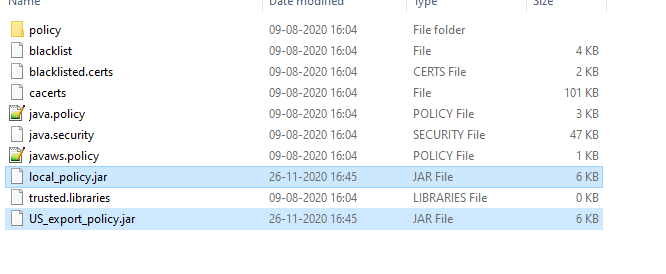 Name Date modified Type Size
policy 09-08-2020 16:04 File folder
blacklist 09-08-2020 16:04 File 4 KB
blacklisted.certs 09-08-2020 16:04 CERTS File 2 KB
cacerts 09-08-2020 16:04 File 101 KB
java.policy 09-08-2020 16:04 POLICY File 3 KB
java.security 09-08-2020 16:04 SECURITY File 47 KB
javaws.policy 09-08-2020 16:04 POLICY File 1 KB
local_policy.jar 26-11-2020 16:45 JAR File 6 KB
trusted.libraries 09-08-2020 16:04 LIBRARIES File 0 KB
US_export_policy.jar 26-11-2020 16:45 JAR File 6 KB